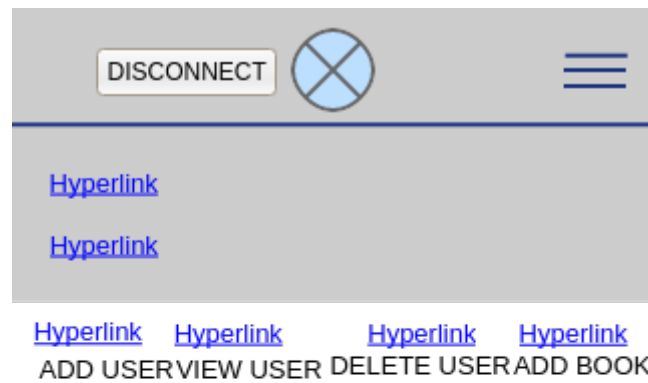 DISCONNECT
Hyperlink
Hyperlink
Hyperlink Hyperlink Hyperlink Hyperlink
ADD USER VIEW USER DELETE USER ADD BOOK